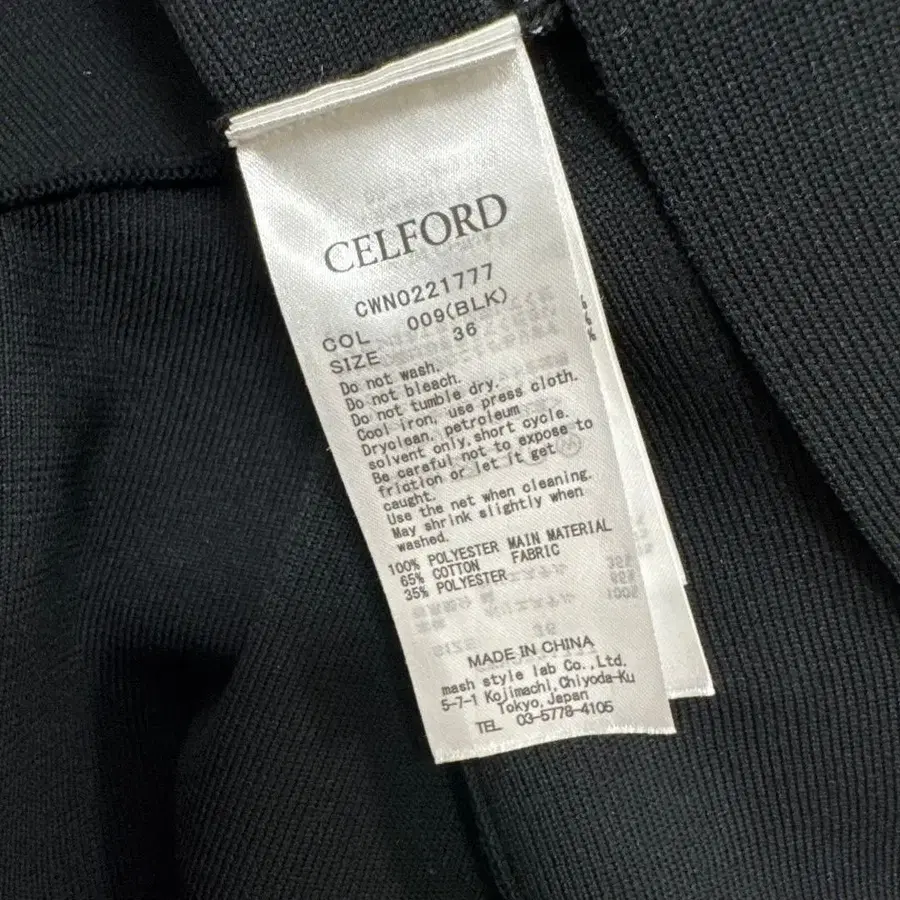 CELFORD
CWNO221777
COL 009(BLK)
SIZE 36
Do not wash.
Do not bleach.
Do not tumble dry.
Cool iron, use press cloth.
Dryclean, petroleum
solvent only,short cycle.
Be careful not to expose to
friction or let it get
caught.
Use the net when cleaning.
May shrink slightly when
washed.
100% POLYESTER MAIN MATERIAL
65% COTTON FABRIC
35% POLYESTER
MADE IN CHINA
mash style lab Co.,Ltd.
5-7-1 Kojimachi,Chiyoda-Ku
Tokyo,Japan
TEL 03-5778-4105